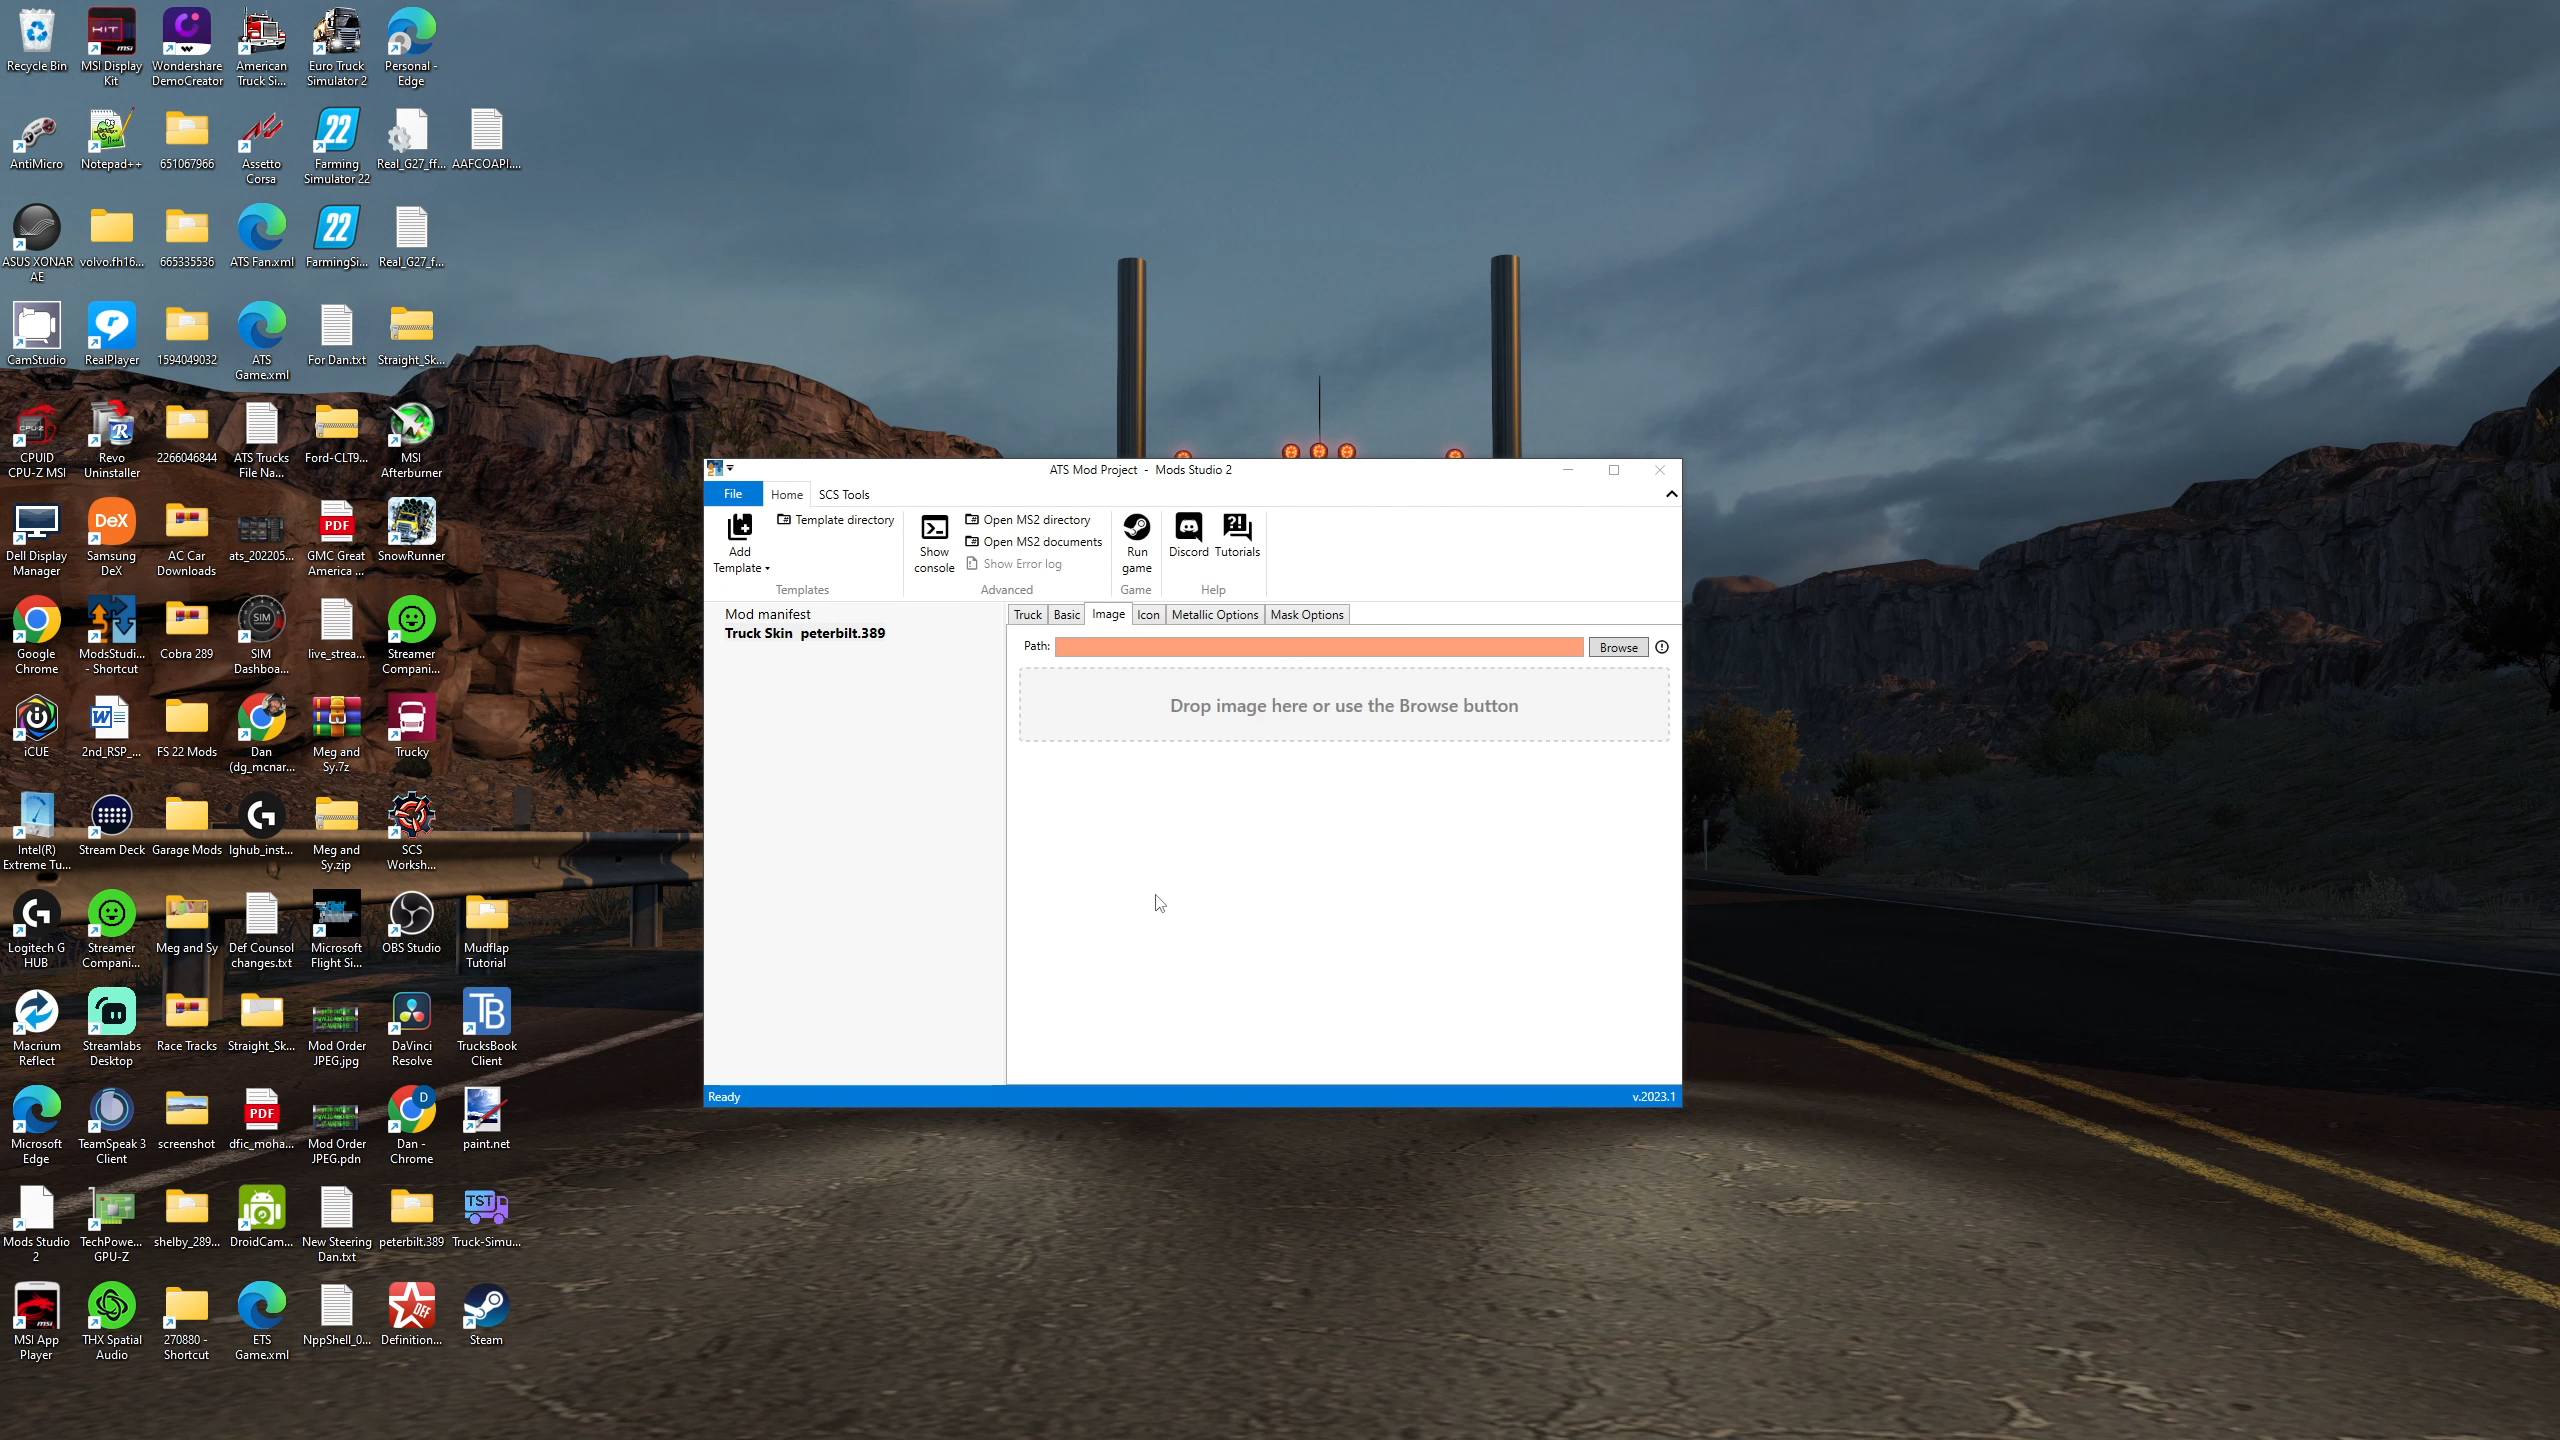 Recycle Bin
MSI Display
Kit
Wondershare
DemoCreator
American
Truck Si...
Euro Truck
Simulator 2
Personal -
Edge
AntiMicro
Notepad++
651067966
Assetto
Corsa
Farming
Simulator 22
Real_G27_ff...
AAFCOAPI....
ASUS XONAR
AE
volvo.fh16...
665335536
ATS Fan.xml
FarmingSi...
Real_G27_f...
CamStudio
RealPlayer
1594049032
ATS
Game.xml
For Dan.txt
Straight_Sk...
CPUID
CPU-Z MSI
Revo
Uninstaller
2266046844
ATS Trucks
File Na...
Ford-CLT9...
MSI
Afterburner
Dell Display
Manager
Samsung
DeX
AC Car
Downloads
ats_202205...
GMC Great
America ...
SnowRunner
Google
Chrome
ModsStudi...
- Shortcut
Cobra 289
SIM
Dashboa...
live_strea...
Streamer
Compani...
iCUE
2nd_RSP_...
FS 22 Mods
Dan
(dg_mcnar...
Meg and
Sy.7z
Trucky
Intel(R)
Extreme Tu...
Stream Deck
Garage Mods
lghub_inst...
Meg and
Sy.zip
SCS
Worksh...
Logitech G
HUB
Streamer
Compani...
Meg and Sy
Def Counsol
changes.txt
Microsoft
Flight Si...
OBS Studio
Mudflap
Tutorial
Macrium
Reflect
Streamlabs
Desktop
Race Tracks
Straight_Sk...
Mod Order
JPEG.jpg
DaVinci
Resolve
TrucksBook
Client
Microsoft
Edge
TeamSpeak 3
Client
screenshot
dfic_moha...
Mod Order
JPEG.pdn
Dan -
Chrome
paint.net
Mods Studio
2
TechPowe...
GPU-Z
shelby_289...
DroidCam...
New Steering
Dan.txt
peterbilt.389
Truck-Simu...
MSI App
Player
THX Spatial
Audio
270880 -
Shortcut
ETS
Game.xml
NppShell_0...
Definition...
Steam
ATS Mod Project - Mods Studio 2
File
Home
SCS Tools
Add
Template
Template directory
Templates
Show
console
Open MS2 directory
Open MS2 documents
Show Error log
Advanced
Run
game
Game
Discord
Tutorials
Help
Mod manifest
Truck Skin peterbilt.389
Truck
Basic
Image
Icon
Metallic Options
Mask Options
Path:
Browse
Drop image here or use the Browse button
Ready
v.2023.1